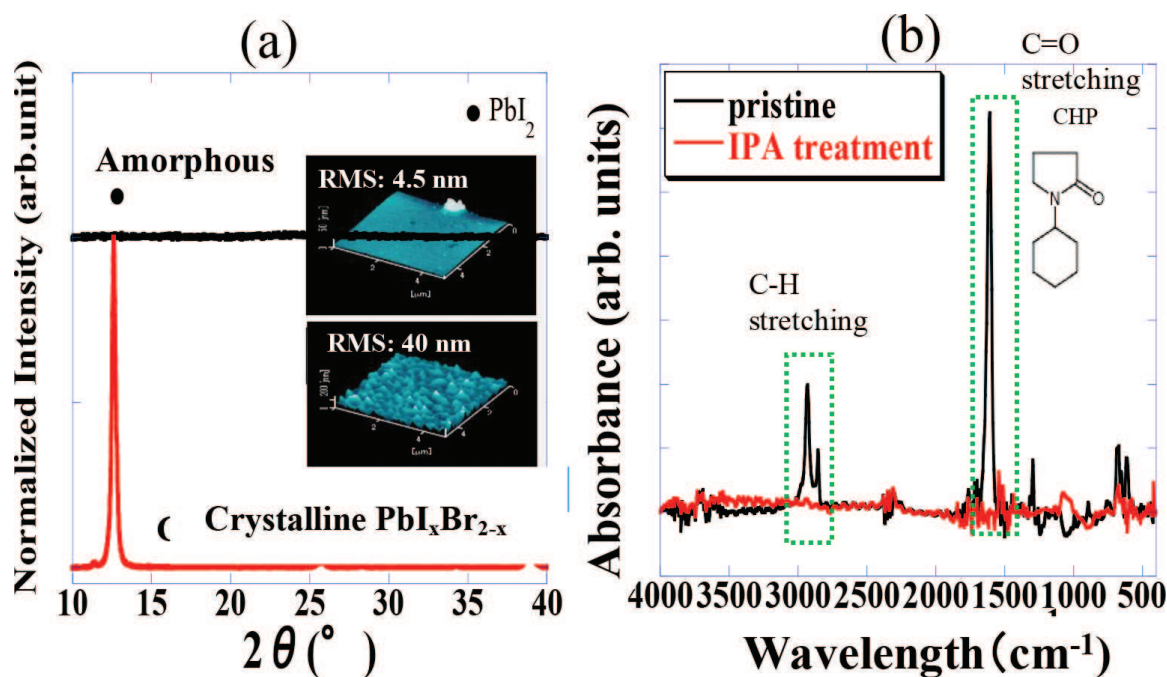 (a)
Normalized Intensity (arb.unit)
● PbI2
Amorphous
●
RMS: 4.5 nm
[μm]
RMS: 40 nm
[μm]
Crystalline PbIxBr2-x
10 15 20 25 30 35 40
2θ(°)
(b)
C=O
stretching
CHP
N
O
pristine
IPA treatment
C-H
stretching
Absorbance (arb. units)
4000 3500 3000 2500 2000 1500 1000 500
Wavelength(cm-1)